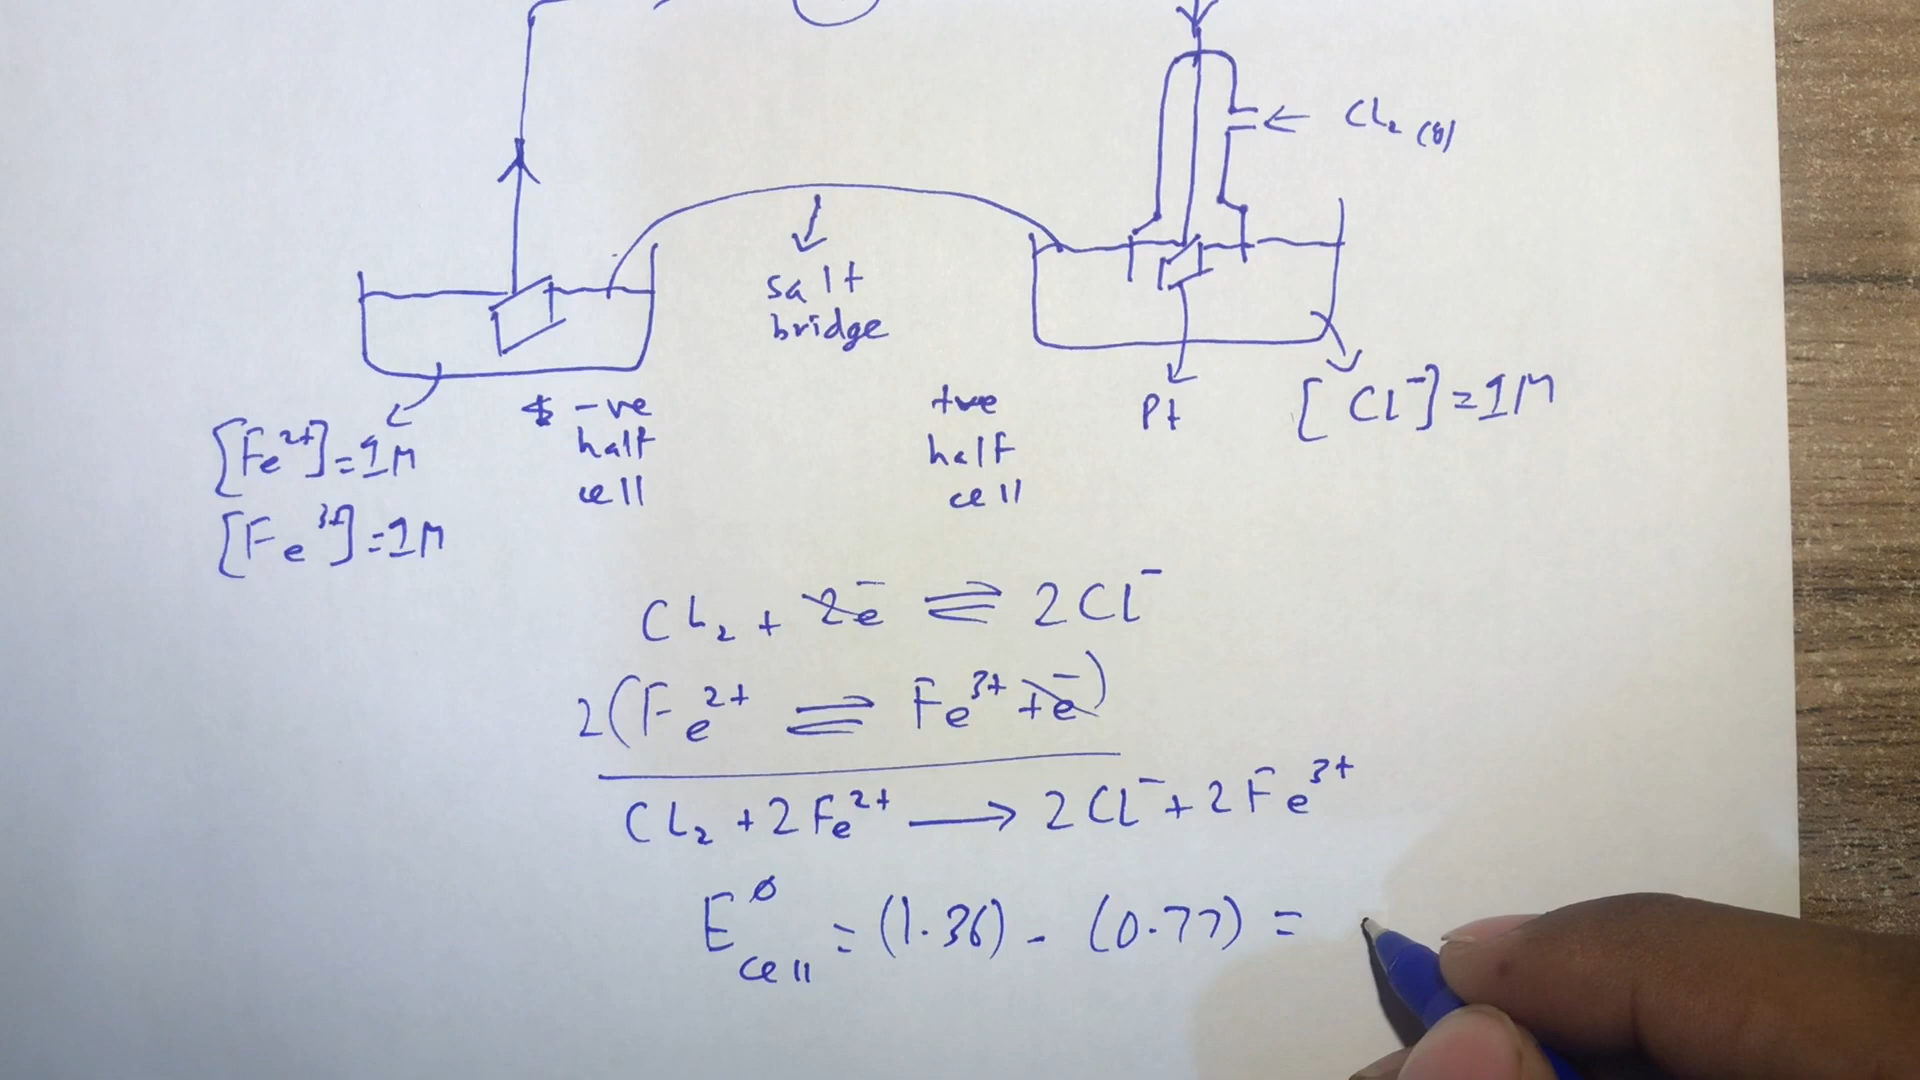 Cl₂ (g)
salt
bridge
[Fe²⁺]=1M
[Fe³⁺]=1M
-ve
half
cell
+ve
half
cell
Pt
[Cl⁻]=1M
Cl₂ + 2e⁻ ⇌ 2Cl⁻
2(Fe²⁺ ⇌ Fe³⁺ + e⁻)
Cl₂ + 2Fe²⁺ ⟶ 2Cl⁻ + 2Fe³⁺
E^ø_cell = (1.36) - (0.77) =